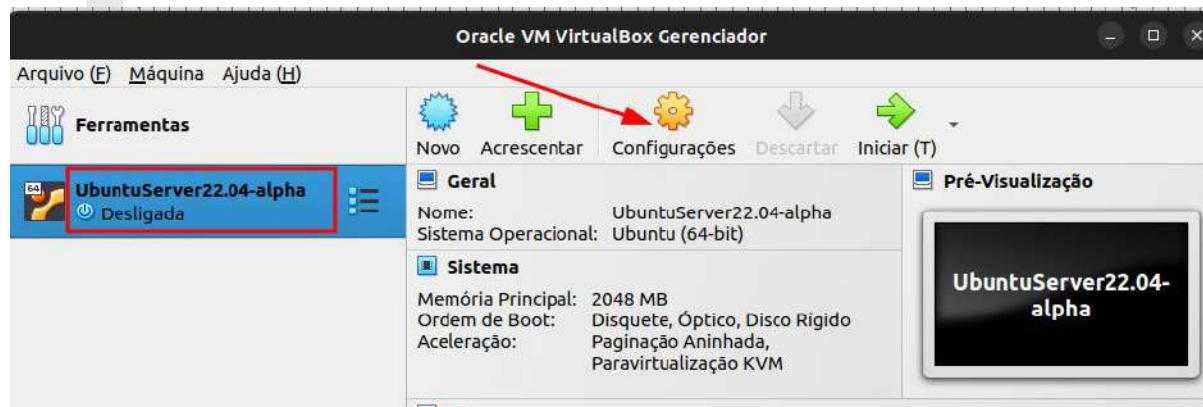 Oracle VM VirtualBox Gerenciador
Arquivo (F) Máquina Ajuda (H)
Ferramentas
Novo Acrescentar Configurações Descartar Iniciar (T)
64 UbuntuServer22.04-alpha
Desligada
Geral
Nome: UbuntuServer22.04-alpha
Sistema Operacional: Ubuntu (64-bit)
Sistema
Memória Principal: 2048 MB
Ordem de Boot: Disquete, Óptico, Disco Rígido
Aceleração: Paginação Aninhada,
Paravirtualização KVM
Pré-Visualização
UbuntuServer22.04-
alpha